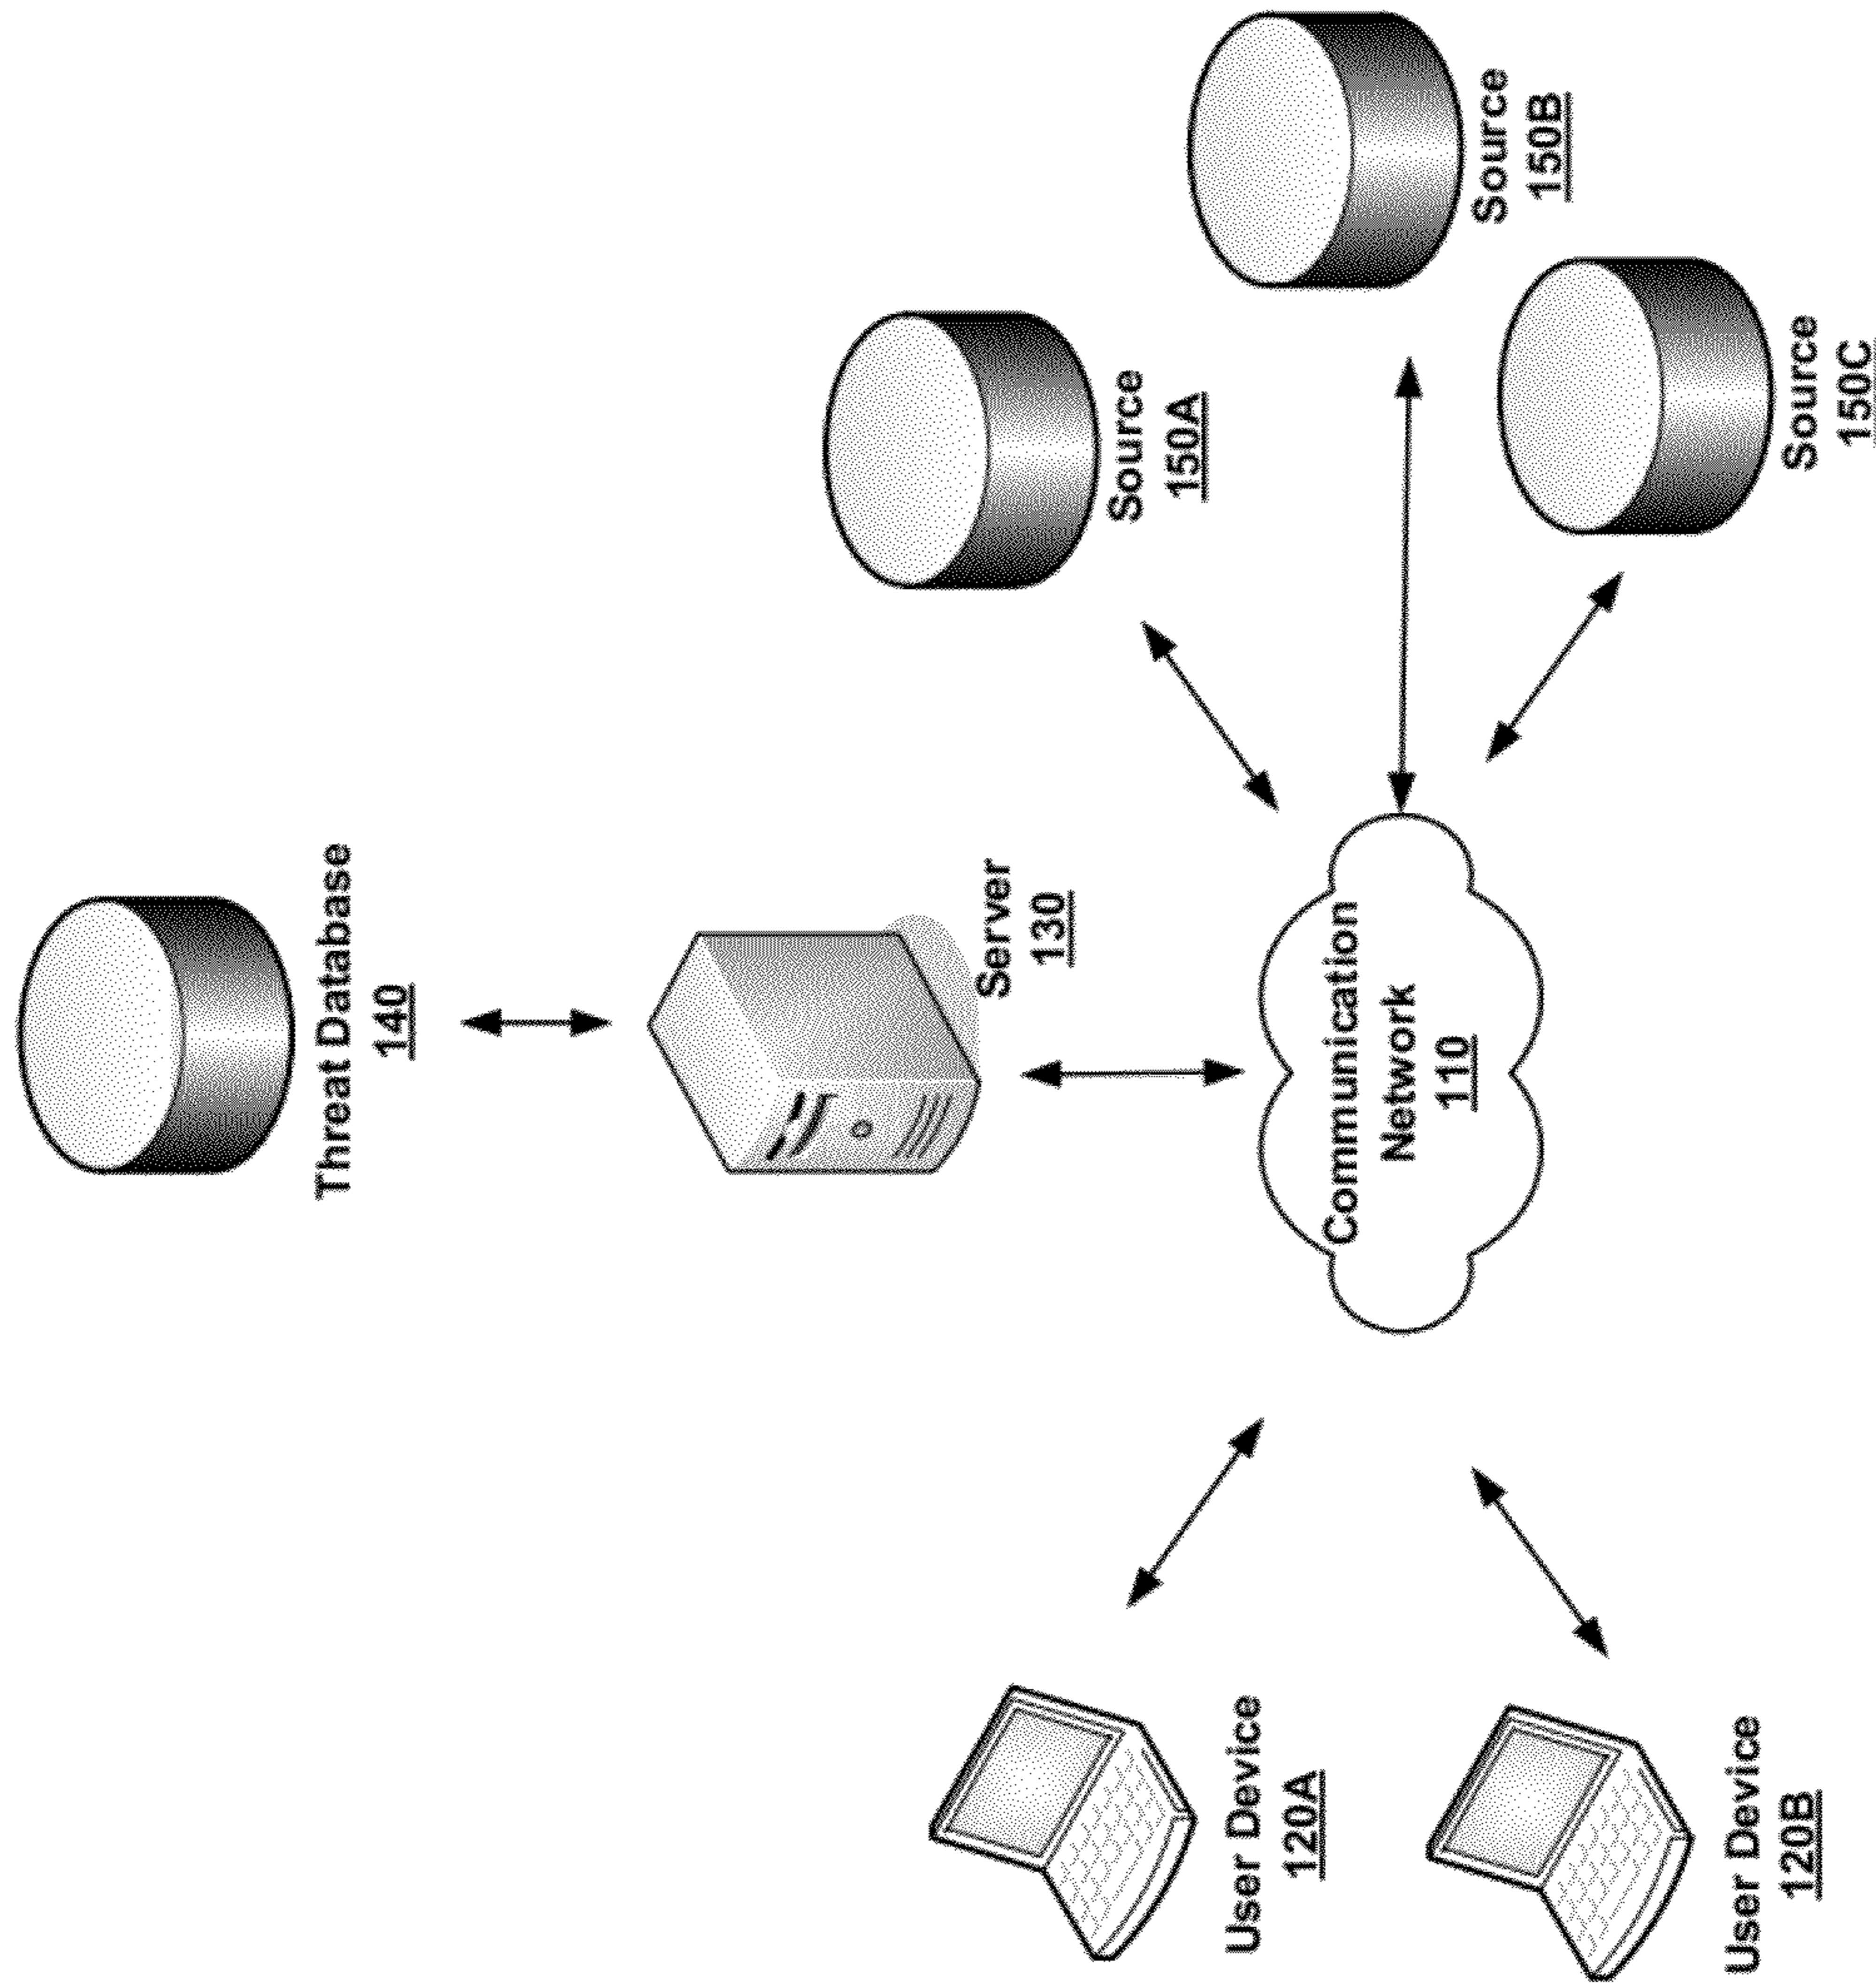 Threat Database
140
Server
130
Source
150A
Source
150B
Source
150C
Communication
Network
110
User Device
120A
User Device
120B